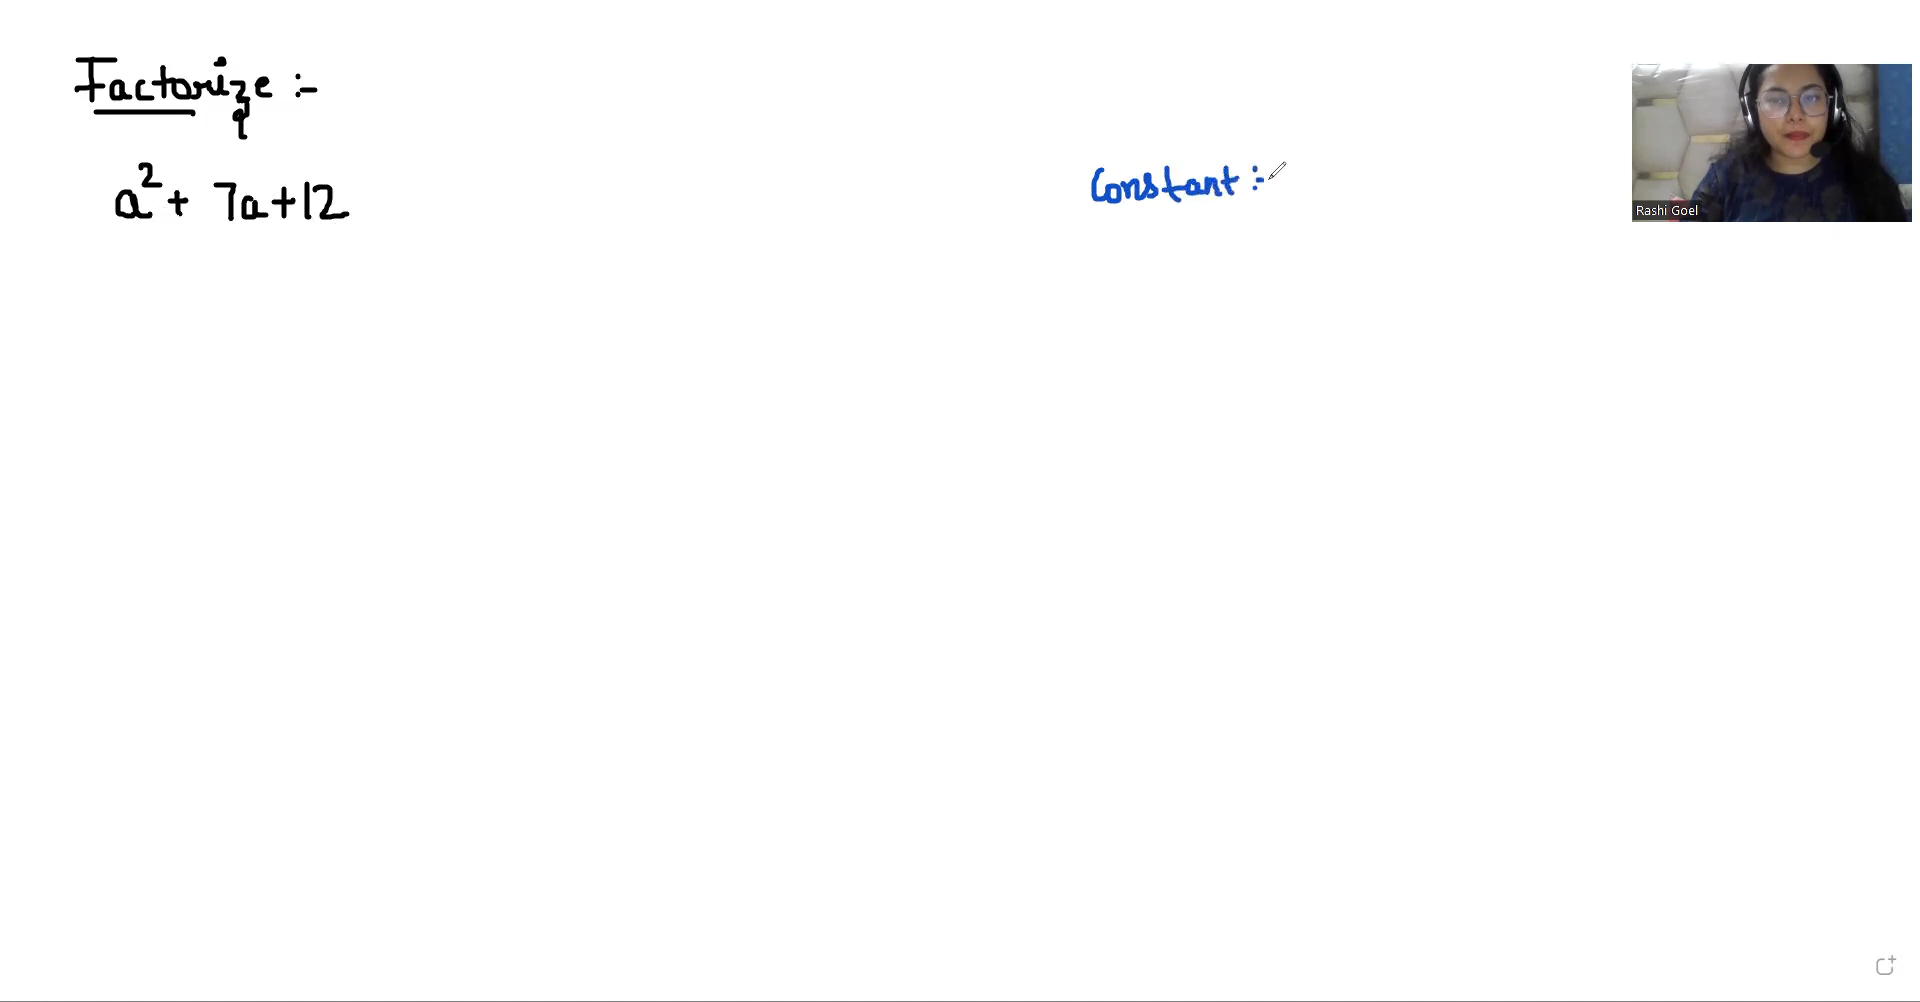 Factorize :-
a² + 7a+12
Constant :-
Rashi Goel